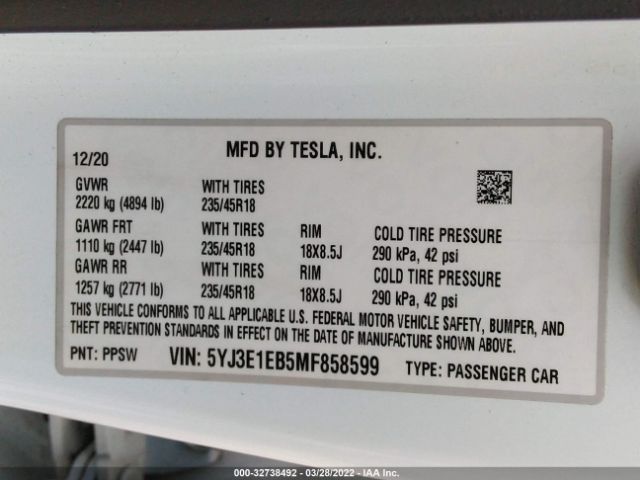 12/20 MFD BY TESLA, INC.
GVWR WITH TIRES
2220 kg (4894 lb) 235/45R18
GAWR FRT WITH TIRES RIM COLD TIRE PRESSURE
1110 kg (2447 lb) 235/45R18 18X8.5J 290 kPa, 42 psi
GAWR RR WITH TIRES RIM COLD TIRE PRESSURE
1257 kg (2771 lb) 235/45R18 18X8.5J 290 kPa, 42 psi
THIS VEHICLE CONFORMS TO ALL APPLICABLE U.S. FEDERAL MOTOR VEHICLE SAFETY, BUMPER, AND
THEFT PREVENTION STANDARDS IN EFFECT ON THE DATE OF MANUFACTURE SHOWN ABOVE.
PNT: PPSW VIN: 5YJ3E1EB5MF858599 TYPE: PASSENGER CAR
000-32738492 - 03/28/2022 - IAA Inc.